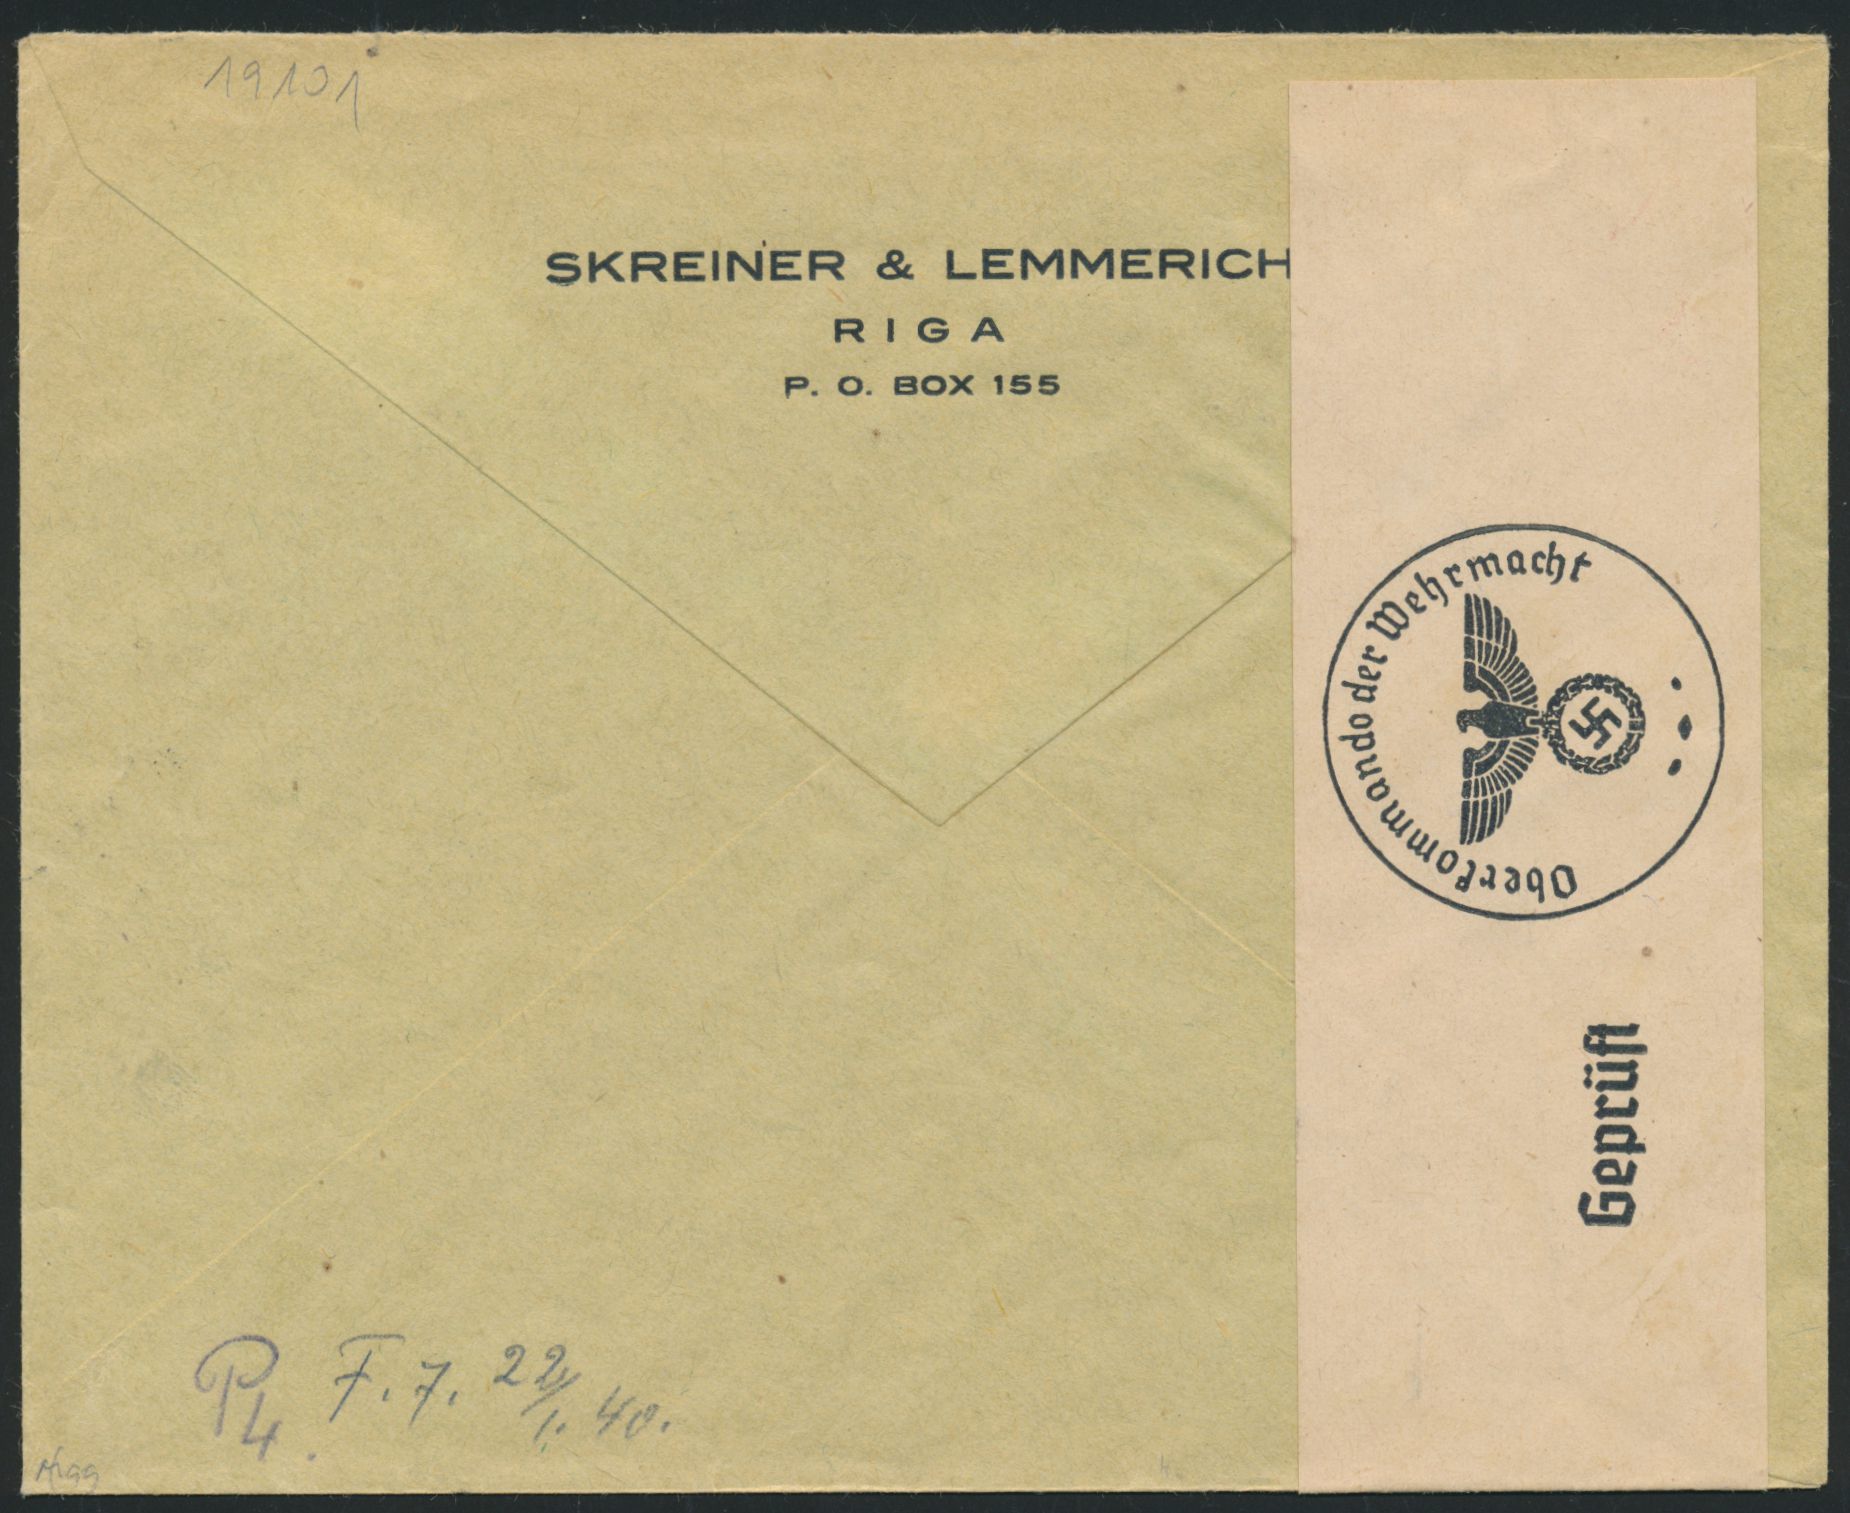 19101
SKREINER & LEMMERICH
RIGA
P. O. BOX 155
Oberkommando der Wehrmacht
Geprüft
P4. F. 7. 22/1. 40.